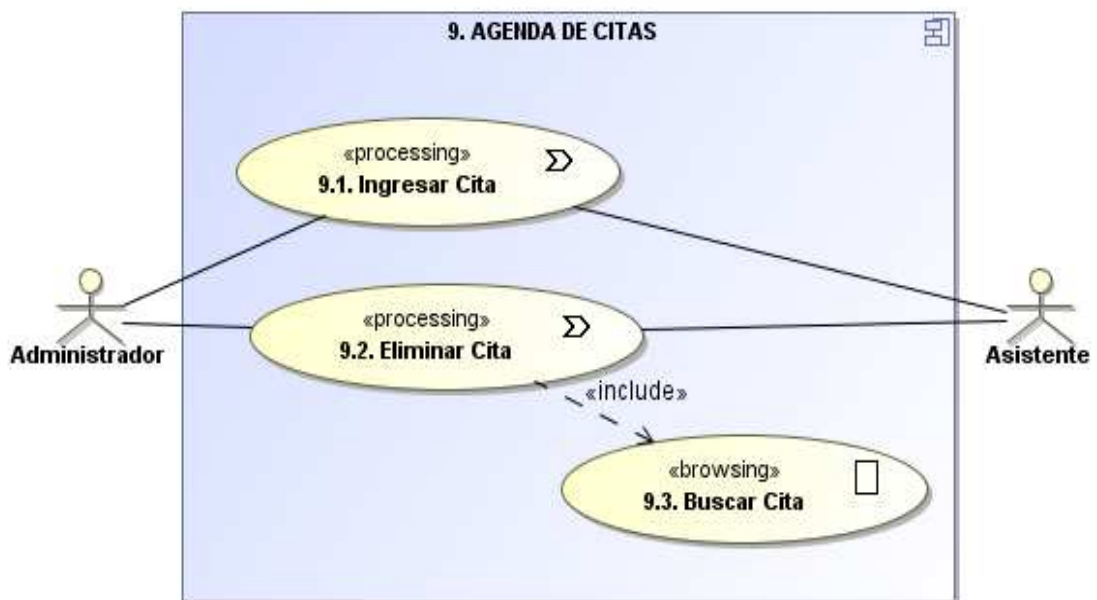 9. AGENDA DE CITAS
«processing»
9.1. Ingresar Cita
«processing»
9.2. Eliminar Cita
Administrador
Asistente
«include»
«browsing»
9.3. Buscar Cita